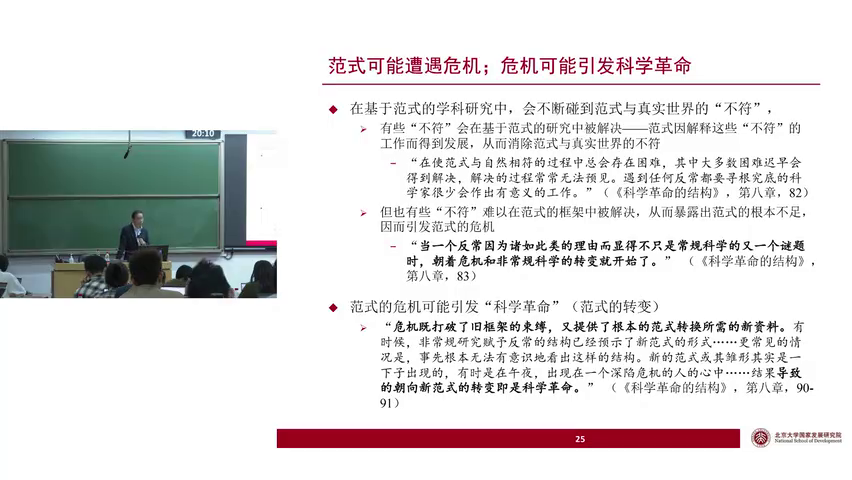 范式可能遭遇危机；危机可能引发科学革命
20:10
◆ 在基于范式的学科研究中，会不断碰到范式与真实世界的“不符”，
➢ 有些“不符”会在基于范式的研究中被解决——范式因解释这些“不符”的
工作而得到发展，从而消除范式与真实世界的不符
– “在使范式与自然相符的过程中总会存在困难，其中大多数困难迟早会
得到解决，解决的过程常常无法预见。遇到任何反常都要寻根究底的科
学家很少会作出有意义的工作。”（《科学革命的结构》，第八章，82）
➢ 但也有些“不符”难以在范式的框架中被解决，从而暴露出范式的根本不足，
因而引发范式的危机
– “当一个反常因为诸如此类的理由而显得不只是常规科学的又一个谜题
时，朝着危机和非常规科学的转变就开始了。”（《科学革命的结构》，
第八章，83）
◆ 范式的危机可能引发“科学革命”（范式的转变）
➢ “危机既打破了旧框架的束缚，又提供了根本的范式转换所需的新资料。有
时候，非常规研究赋予反常的结构已经预示了新范式的形式……更常见的情
况是，事先根本无法有意识地看出这样的结构。新的范式或其雏形其实是一
下子出现的，有时是在午夜，出现在一个深陷危机的人的心中……结果导致
的朝向新范式的转变即是科学革命。”（《科学革命的结构》，第八章，90-
91）
25
北京大学国家发展研究院
National School of Development